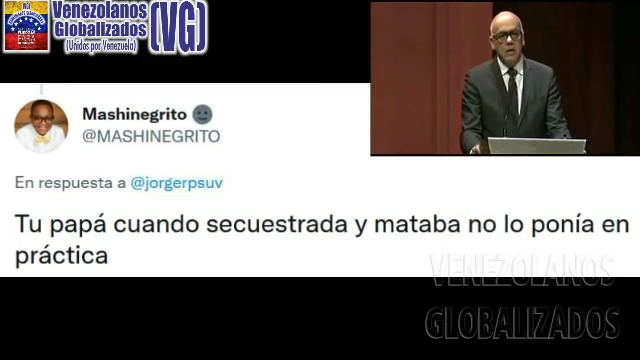 Venezolanos
Globalizados
(Unidos por Venezuela)
(VG)
Mashinegrito
@MASHINEGRITO
En respuesta a @jorgerpsuv
Tu papá cuando secuestrada y mataba no lo ponía en
práctica
VENEZOLANOS
GLOBALIZADOS